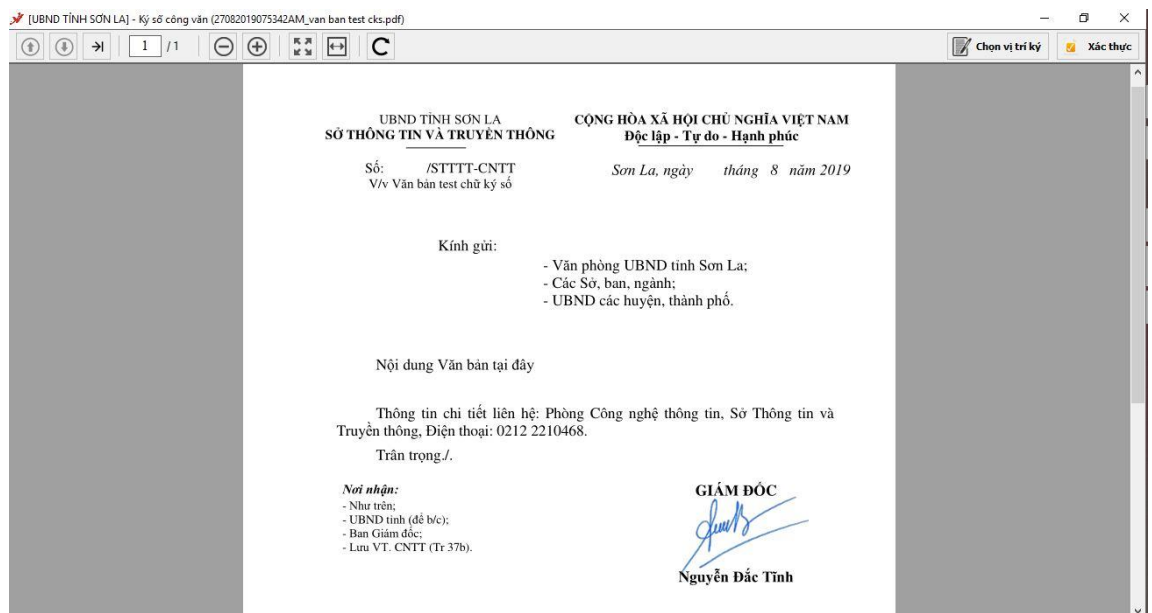 [UBND TỈNH SƠN LA] - Ký số công văn (27082019075342AM_van ban test cks.pdf)
1 / 1
Chọn vị trí ký
Xác thực
UBND TỈNH SƠN LA
SỞ THÔNG TIN VÀ TRUYỀN THÔNG
CỘNG HÒA XÃ HỘI CHỦ NGHĨA VIỆT NAM
Độc lập - Tự do - Hạnh phúc
Số: /STTTT-CNTT
V/v Văn bản test chữ ký số
Sơn La, ngày tháng 8 năm 2019
Kính gửi:
- Văn phòng UBND tỉnh Sơn La;
- Các Sở, ban, ngành;
- UBND các huyện, thành phố.
Nội dung Văn bản tại đây
Thông tin chi tiết liên hệ: Phòng Công nghệ thông tin, Sở Thông tin và
Truyền thông, Điện thoại: 0212 2210468.
Trân trọng./.
Nơi nhận:
- Như trên;
- UBND tỉnh (để b/c);
- Ban Giám đốc;
- Lưu VT. CNTT (Tr 37b).
GIÁM ĐỐC
Nguyễn Đắc Tĩnh